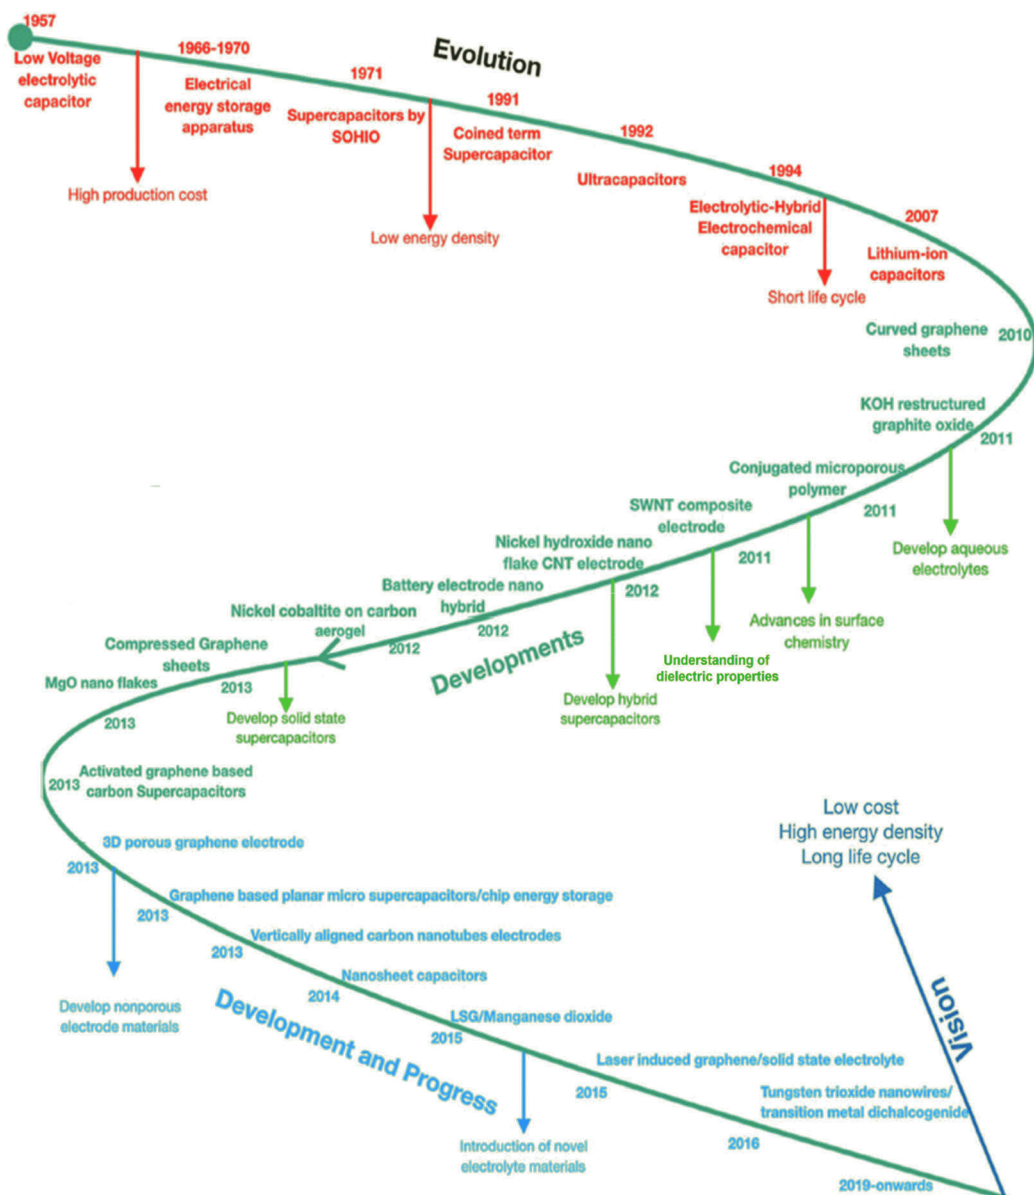 1957
Low Voltage
electrolytic
capacitor
High production cost
1966-1970
Electrical
energy storage
apparatus
1971
Supercapacitors by
SOHIO
Evolution
Low energy density
1991
Coined term
Supercapacitor
1992
Ultracapacitors
1994
Electrolytic-Hybrid
Electrochemical
capacitor
Short life cycle
2007
Lithium-ion
capacitors
Curved graphene
sheets
2010
KOH restructured
graphite oxide
2011
Develop aqueous
electrolytes
Conjugated microporous
polymer
2011
Advances in surface
chemistry
SWNT composite
electrode
2011
Understanding of
dielectric properties
Nickel hydroxide nano
flake CNT electrode
2012
Develop hybrid
supercapacitors
Battery electrode nano
hybrid
2012
Developments
Nickel cobaltite on carbon
aerogel
2012
Develop solid state
supercapacitors
Compressed Graphene
sheets
2013
MgO nano flakes
2013
2013
Activated graphene based
carbon Supercapacitors
3D porous graphene electrode
2013
Develop nonporous
electrode materials
Graphene based planar micro supercapacitors/chip energy storage
2013
Vertically aligned carbon nanotubes electrodes
2013
Nanosheet capacitors
2014
Development and Progress
LSG/Manganese dioxide
2015
Introduction of novel
electrolyte materials
Laser induced graphene/solid state electrolyte
2015
Tungsten trioxide nanowires/
transition metal dichalcogenide
2016
2019-onwards
Vision
Low cost
High energy density
Long life cycle